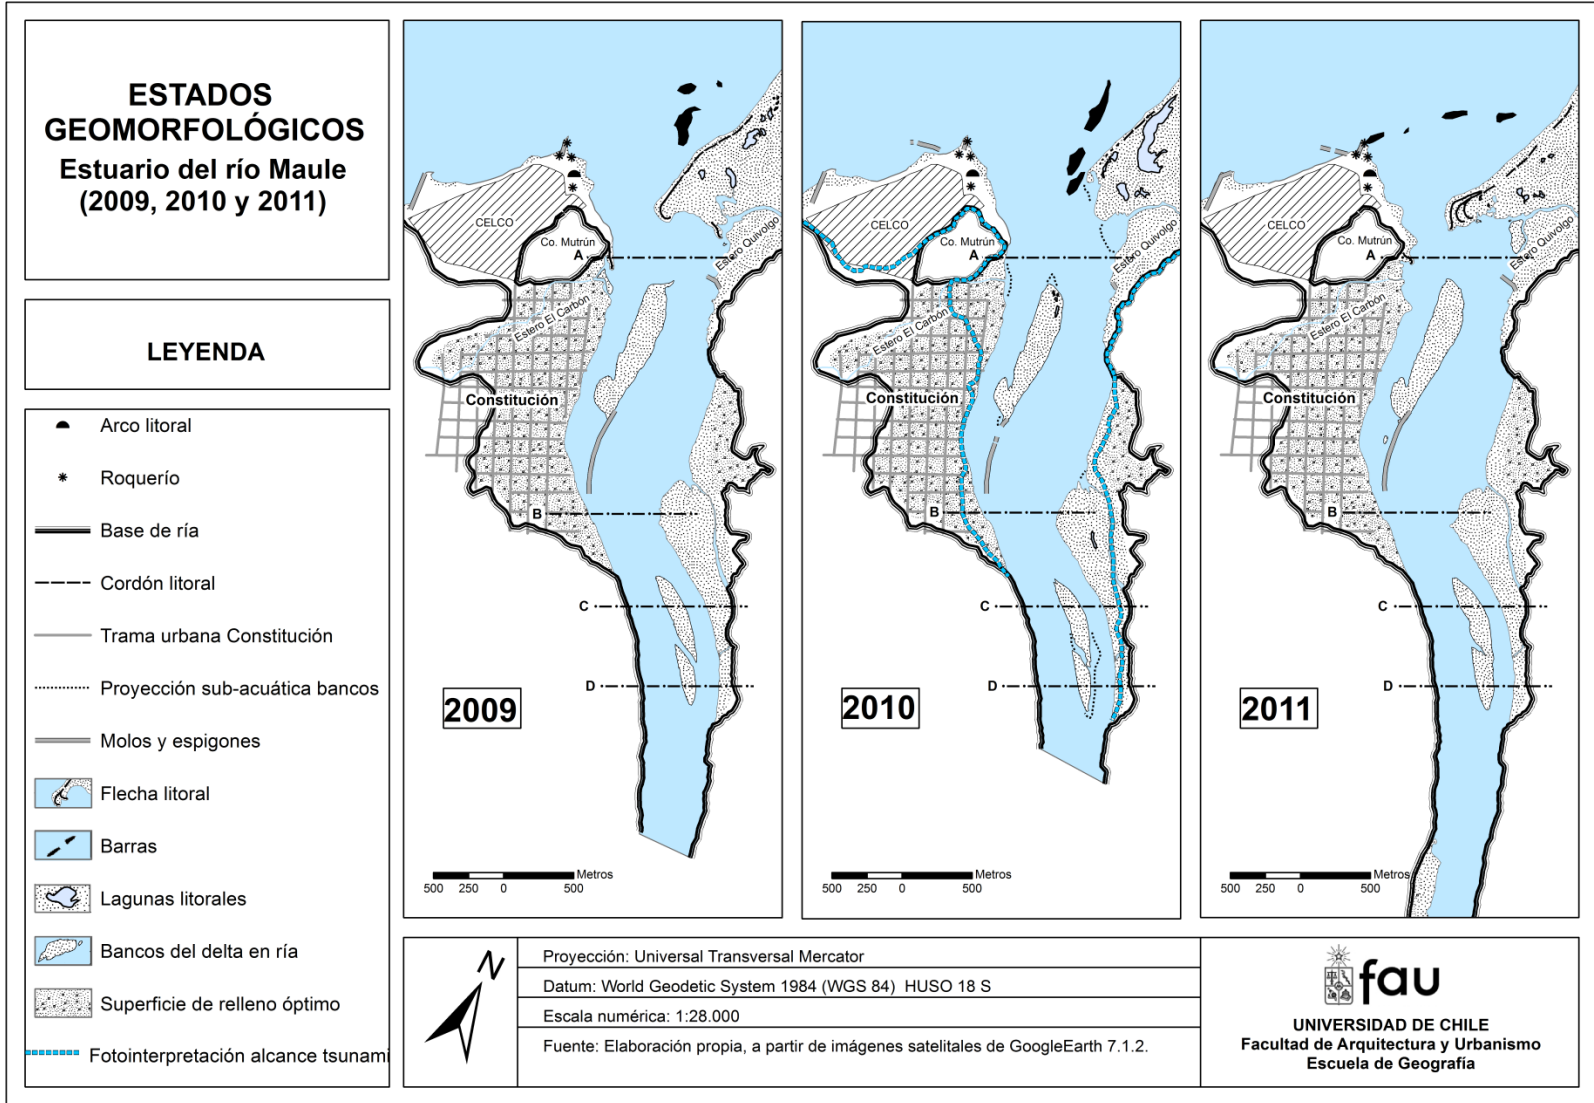 ESTADOS
GEOMORFOLÓGICOS
Estuario del río Maule
(2009, 2010 y 2011)
LEYENDA
Arco litoral
Roquerío
Base de ría
Cordón litoral
Trama urbana Constitución
Proyección sub-acuática bancos
Molos y espigones
Flecha litoral
Barras
Lagunas litorales
Bancos del delta en ría
Superficie de relleno óptimo
Fotointerpretación alcance tsunami
CELCO
Co. Mutrún
A
Estero Quivolgo
Estero El Carbón
Constitución
B
C
D
2009
Metros
500 250 0 500
CELCO
Co. Mutrún
A
Estero Quivolgo
Estero El Carbón
Constitución
B
C
D
2010
Metros
500 250 0 500
CELCO
Co. Mutrún
A
Estero Quivolgo
Estero El Carbón
Constitución
B
C
D
2011
Metros
500 250 0 500
N
Proyección: Universal Transversal Mercator
Datum: World Geodetic System 1984 (WGS 84) HUSO 18 S
Escala numérica: 1:28.000
Fuente: Elaboración propia, a partir de imágenes satelitales de GoogleEarth 7.1.2.
fau
UNIVERSIDAD DE CHILE
Facultad de Arquitectura y Urbanismo
Escuela de Geografía